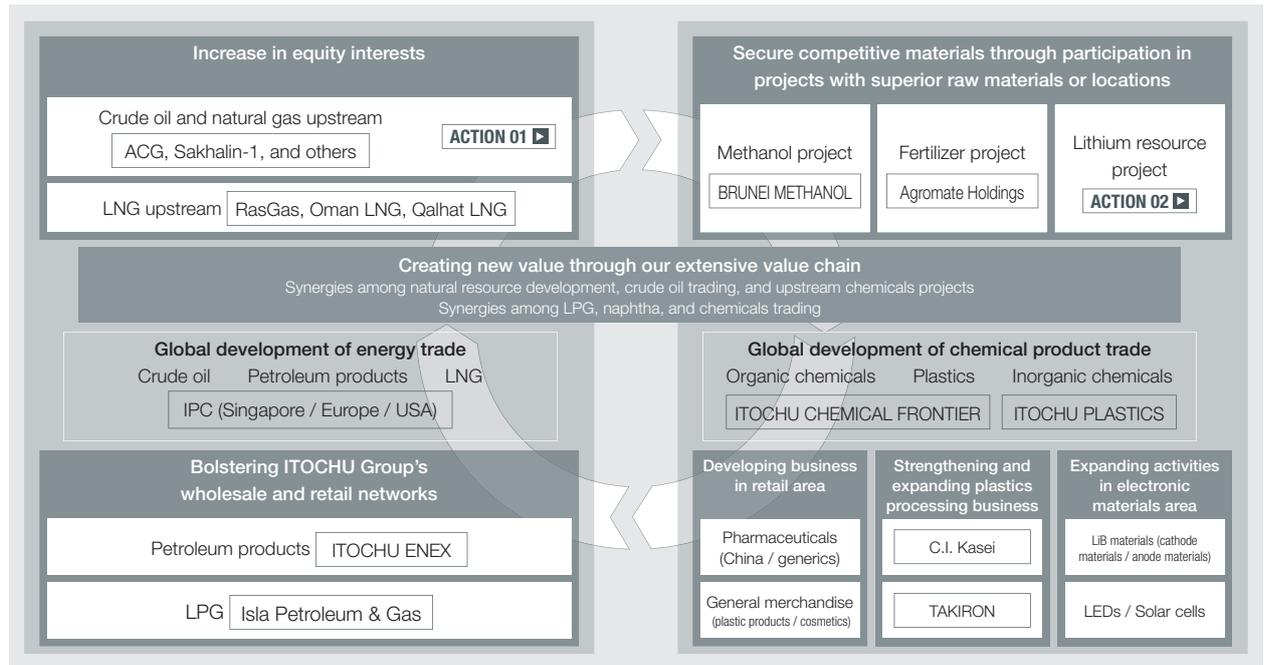 Increase in equity interests
Crude oil and natural gas upstream
ACG, Sakhalin-1, and others
ACTION 01
LNG upstream RasGas, Oman LNG, Qalhat LNG
Secure competitive materials through participation in
projects with superior raw materials or locations
Methanol project
BRUNEI METHANOL
Fertilizer project
Agromate Holdings
Lithium resource
project
ACTION 02
Creating new value through our extensive value chain
Synergies among natural resource development, crude oil trading, and upstream chemicals projects
Synergies among LPG, naphtha, and chemicals trading
Global development of energy trade
Crude oil Petroleum products LNG
IPC (Singapore / Europe / USA)
Global development of chemical product trade
Organic chemicals Plastics Inorganic chemicals
ITOCHU CHEMICAL FRONTIER ITOCHU PLASTICS
Bolstering ITOCHU Group's
wholesale and retail networks
Petroleum products ITOCHU ENEX
LPG Isla Petroleum & Gas
Developing business
in retail area
Pharmaceuticals
(China / generics)
General merchandise
(plastic products / cosmetics)
Strengthening and
expanding plastics
processing business
C.I. Kasei
TAKIRON
Expanding activities
in electronic
materials area
LiB materials (cathode
materials / anode materials)
LEDs / Solar cells